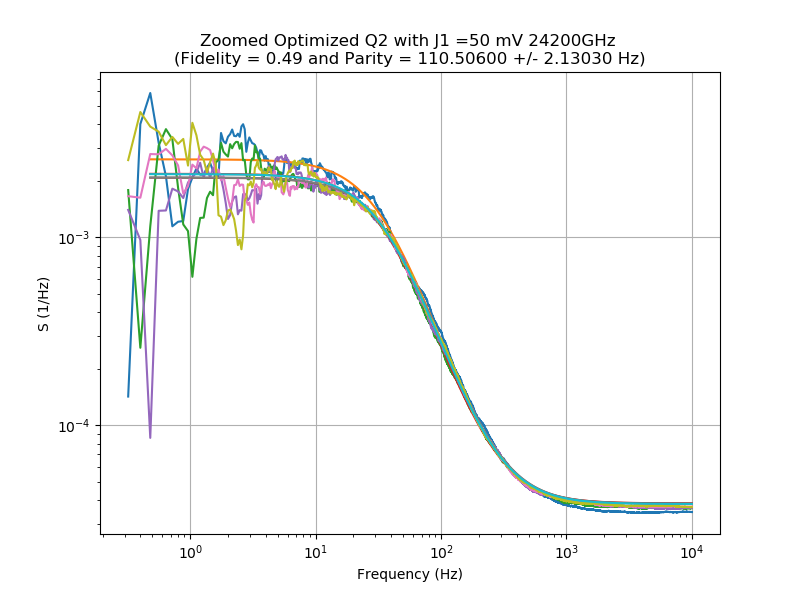 Zoomed Optimized Q2 with J1 =50 mV 24200GHz
(Fidelity = 0.49 and Parity = 110.50600 +/- 2.13030 Hz)
S (1/Hz)
10⁻³
10⁻⁴
10⁰ 10¹ 10² 10³ 10⁴
Frequency (Hz)